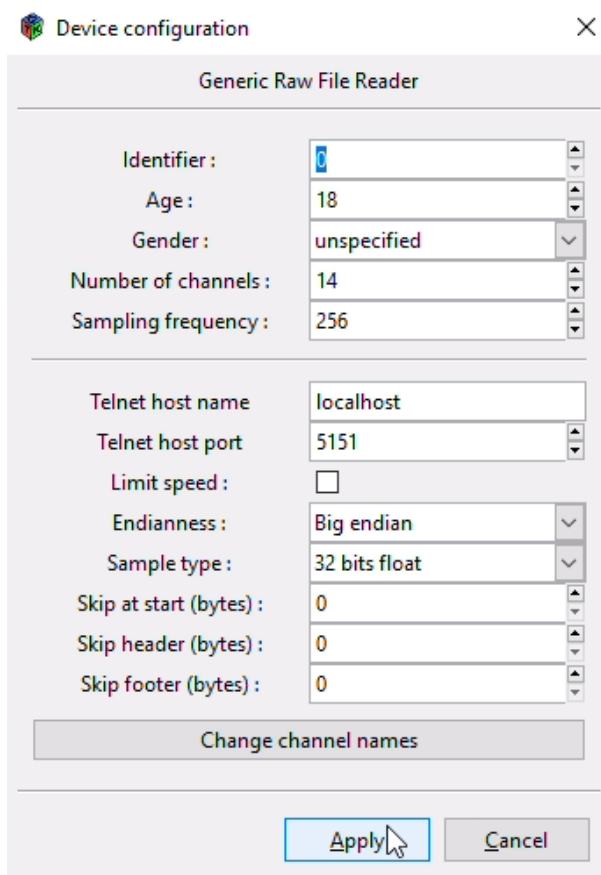 Device configuration
Generic Raw File Reader
Identifier : 0
Age : 18
Gender : unspecified
Number of channels : 14
Sampling frequency : 256
Telnet host name localhost
Telnet host port 5151
Limit speed :
Endianness : Big endian
Sample type : 32 bits float
Skip at start (bytes) : 0
Skip header (bytes) : 0
Skip footer (bytes) : 0
Change channel names
Apply Cancel